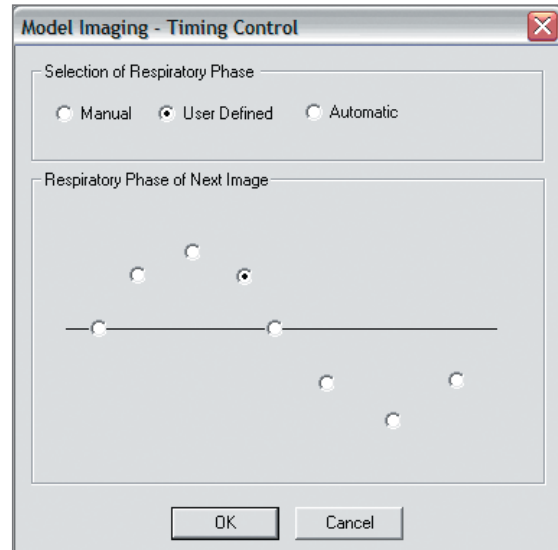 Model Imaging - Timing Control
Selection of Respiratory Phase
Manual User Defined Automatic
Respiratory Phase of Next Image
OK Cancel